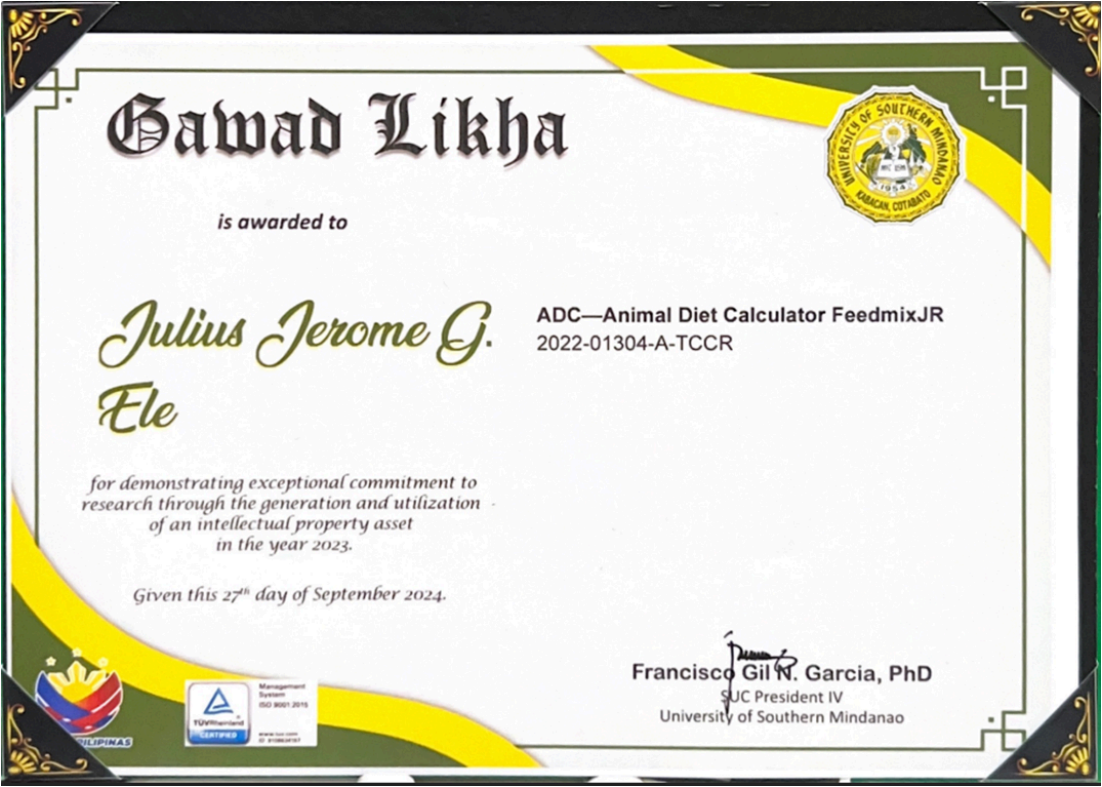 Gawad Likha
UNIVERSITY OF SOUTHERN MINDANAO
1954
KABACAN, COTABATO
is awarded to
Julius Jerome G.
Ele
ADC—Animal Diet Calculator FeedmixJR
2022-01304-A-TCCR
for demonstrating exceptional commitment to
research through the generation and utilization
of an intellectual property asset
in the year 2023.
Given this 27th day of September 2024.
Francisco Gil N. Garcia, PhD
SUC President IV
University of Southern Mindanao
PILIPINAS
TÜVRheinland
CERTIFIED
Management
System
ISO 9001:2015
www.tuv.com